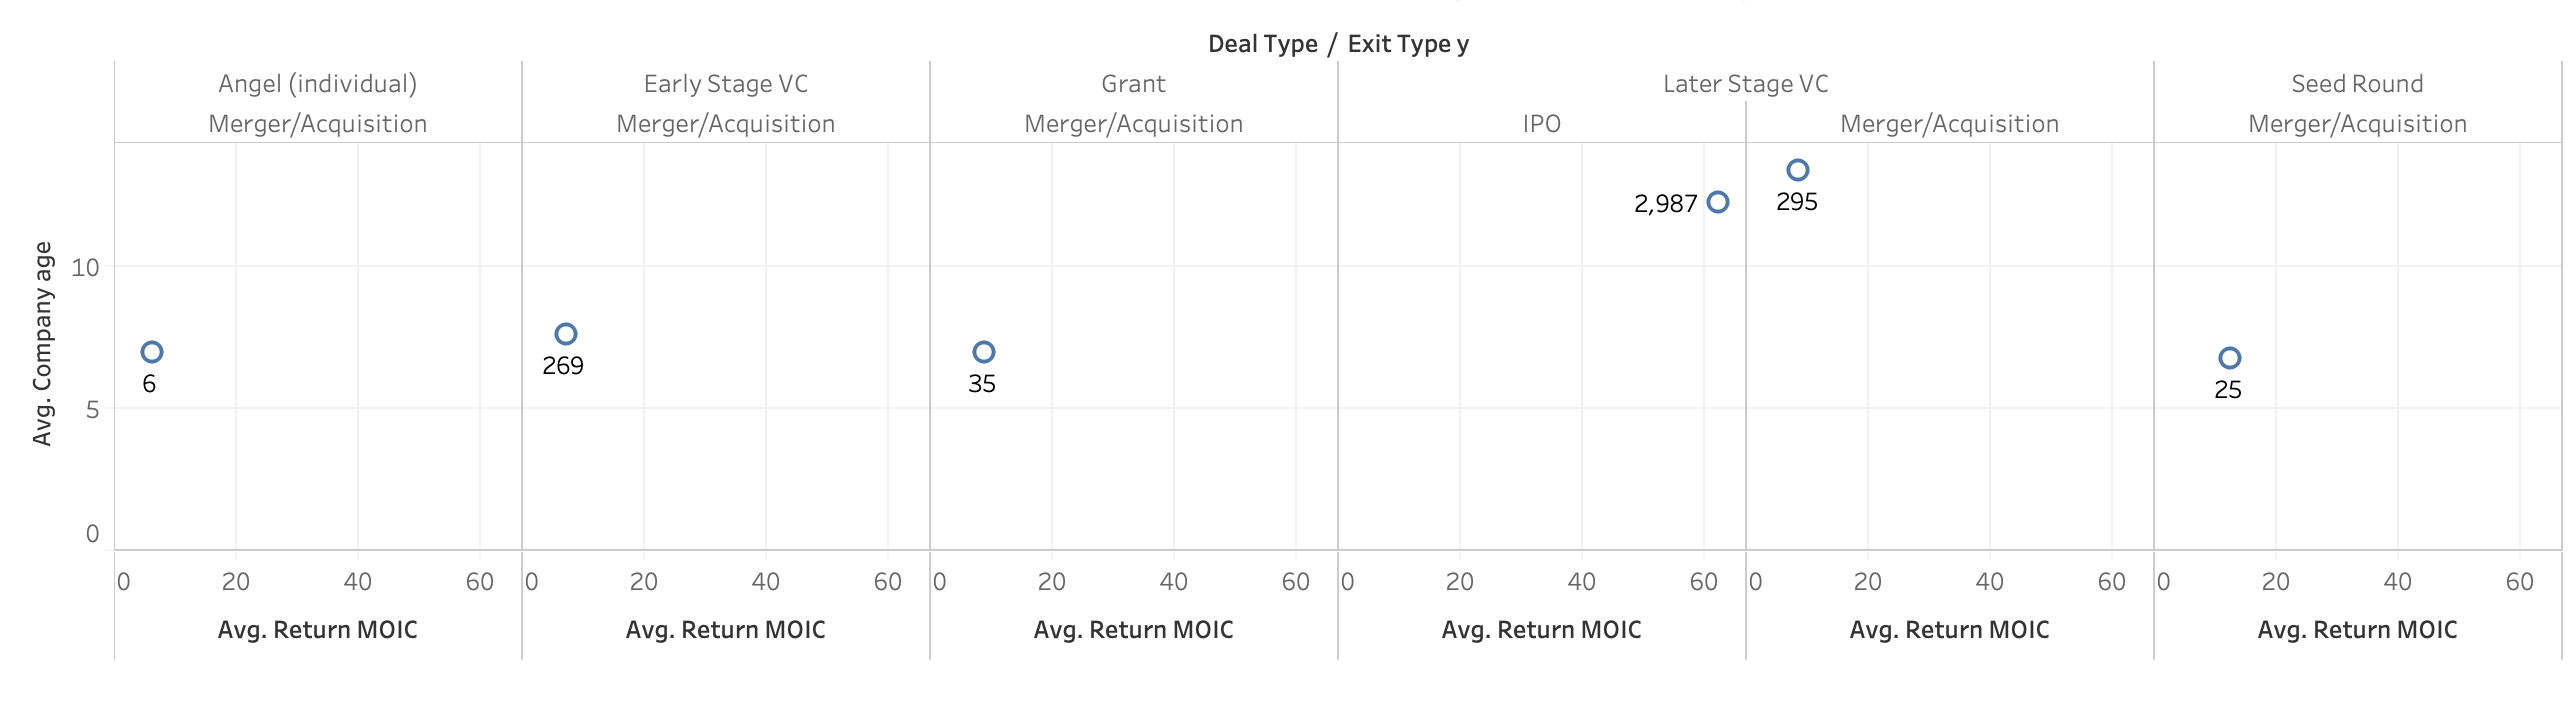 Deal Type / Exit Type y
Angel (individual) Early Stage VC Grant Later Stage VC Seed Round
Merger/Acquisition Merger/Acquisition Merger/Acquisition IPO Merger/Acquisition Merger/Acquisition
Avg. Company age
10
5
0
6
269
35
2,987
295
25
0 20 40 60 0 20 40 60 0 20 40 60 0 20 40 60 0 20 40 60 0 20 40 60
Avg. Return MOIC Avg. Return MOIC Avg. Return MOIC Avg. Return MOIC Avg. Return MOIC Avg. Return MOIC